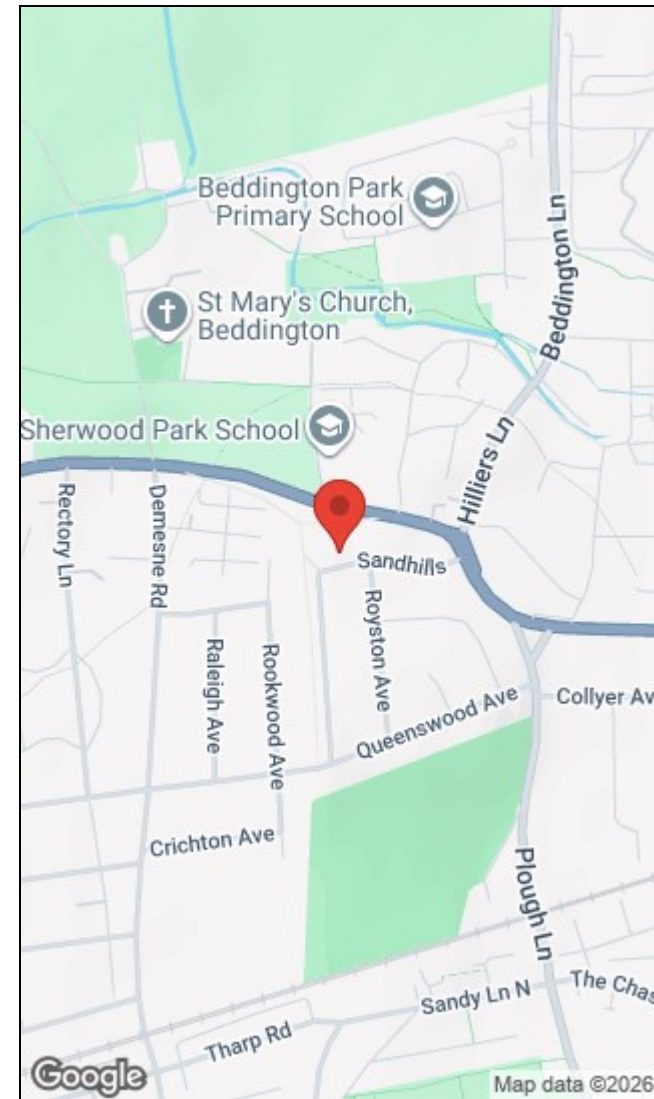 Beddington Park
Primary School
Beddington Ln
St Mary's Church,
Beddington
Sherwood Park School
Hilliers Ln
Rectory Ln
Demesne Rd
Sandhills
Royston Ave
Raleigh Ave
Rookwood Ave
Queenswood Ave
Collyer Av
Crichton Ave
Plough Ln
Sandy Ln N
The Chas
Tharp Rd
Google
Map data ©2026